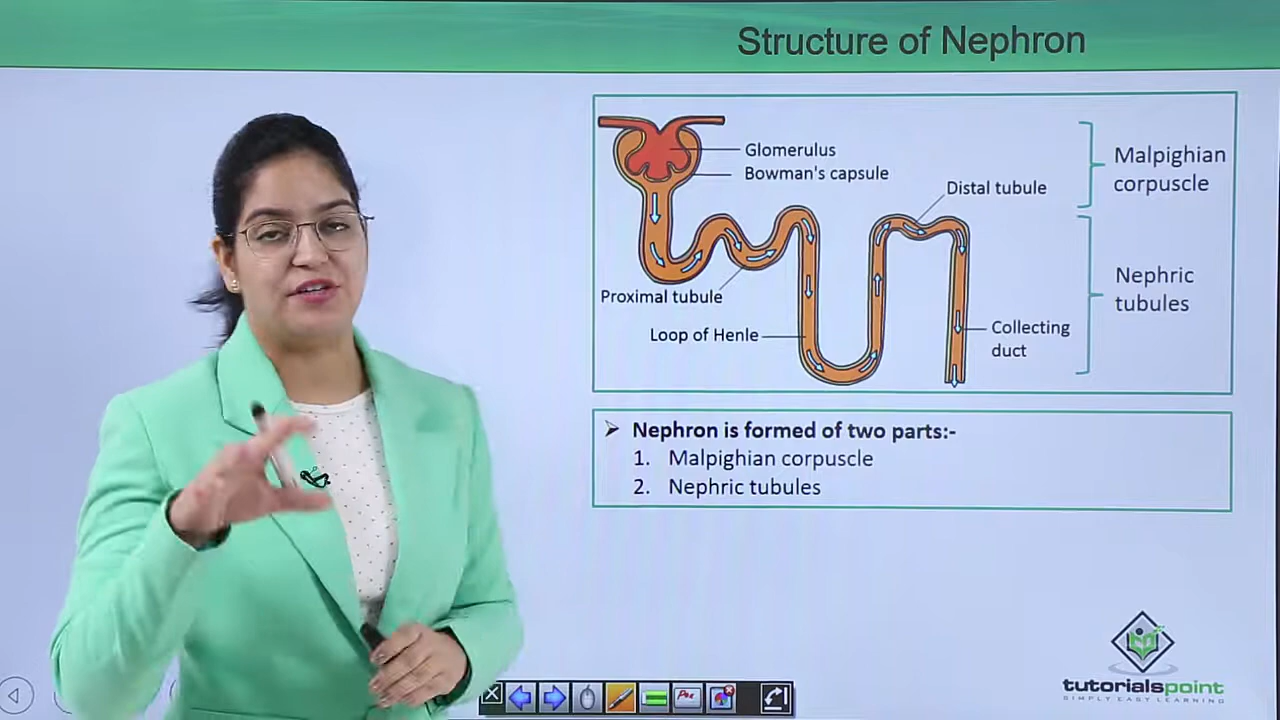 Structure of Nephron
Glomerulus
Bowman's capsule
Malpighian
corpuscle
Distal tubule
Proximal tubule
Nephric
tubules
Loop of Henle
Collecting
duct
➢ Nephron is formed of two parts:-
1. Malpighian corpuscle
2. Nephric tubules
tutorialspoint
SIMPLY EASY LEARNING